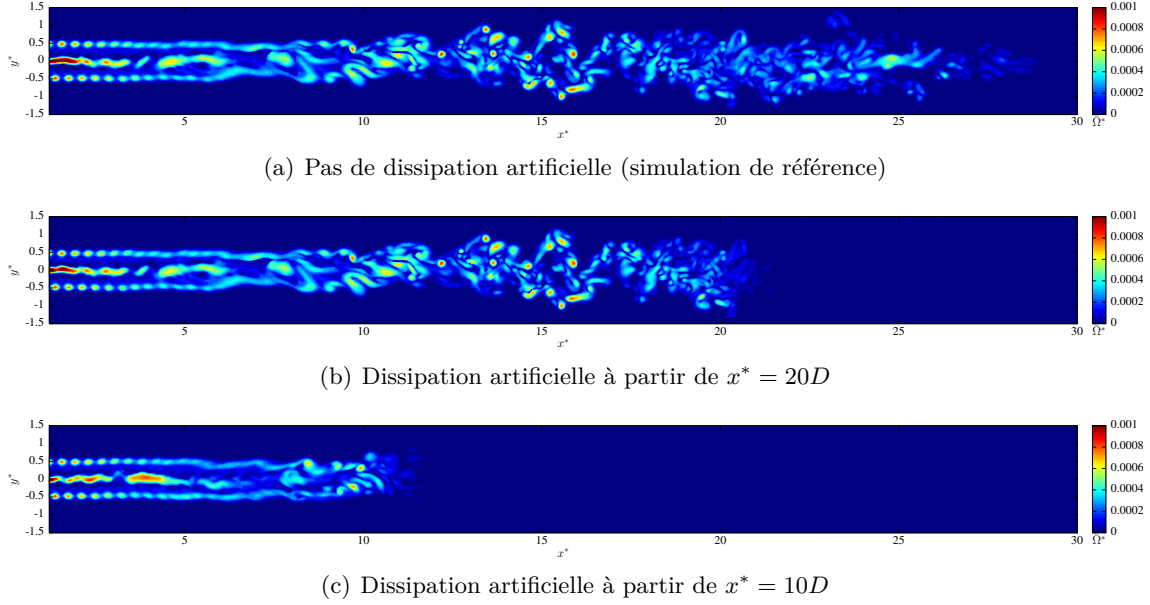 1.5
1
0.5
0
-0.5
-1
-1.5
y*
5 10 15 20 25 30
x*
0.001
0.0008
0.0006
0.0004
0.0002
0
Ω*
(a) Pas de dissipation artificielle (simulation de référence)
1.5
1
0.5
0
-0.5
-1
-1.5
y*
5 10 15 20 25 30
x*
0.001
0.0008
0.0006
0.0004
0.0002
0
Ω*
(b) Dissipation artificielle à partir de x* = 20D
1.5
1
0.5
0
-0.5
-1
-1.5
y*
5 10 15 20 25 30
x*
0.001
0.0008
0.0006
0.0004
0.0002
0
Ω*
(c) Dissipation artificielle à partir de x* = 10D